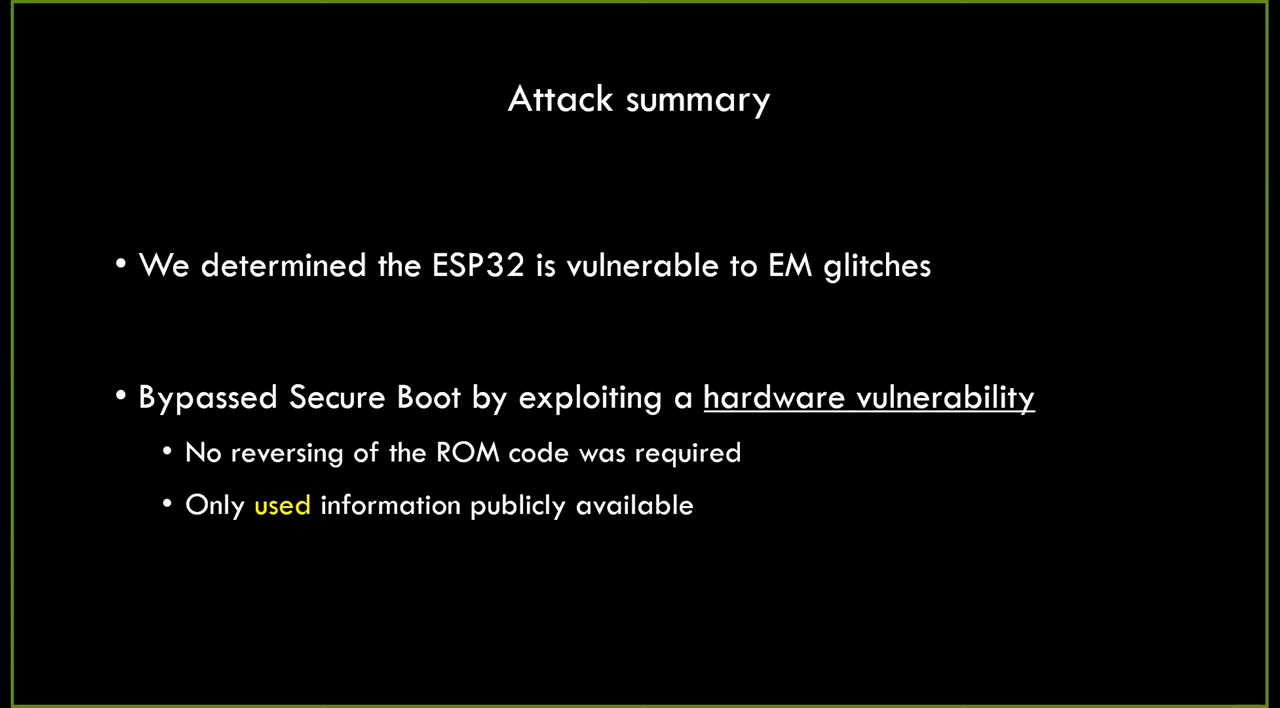 Attack summary
• We determined the ESP32 is vulnerable to EM glitches
• Bypassed Secure Boot by exploiting a hardware vulnerability
• No reversing of the ROM code was required
• Only used information publicly available